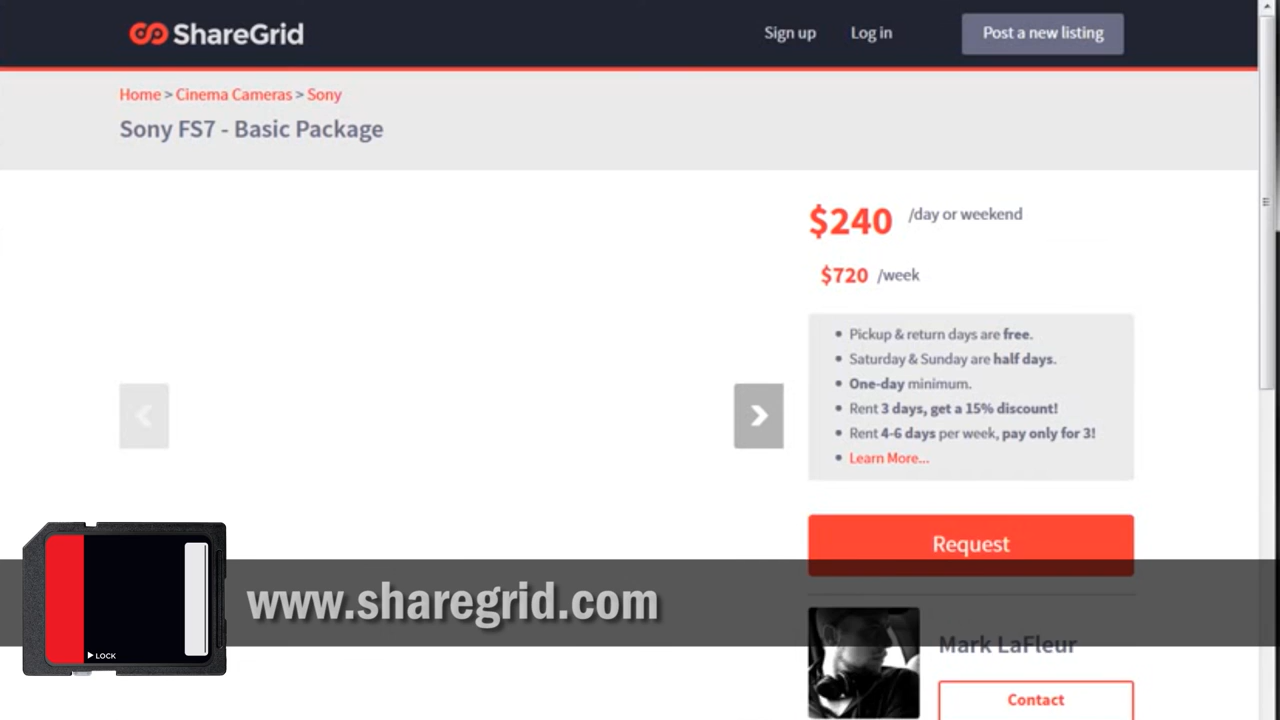 ShareGrid
Sign up
Log in
Post a new listing
Home > Cinema Cameras > Sony
Sony FS7 - Basic Package
$240 /day or weekend
$720 /week
Pickup & return days are free.
Saturday & Sunday are half days.
One-day minimum.
Rent 3 days, get a 15% discount!
Rent 4-6 days per week, pay only for 3!
Learn More...
Request
LOCK
www.sharegrid.com
Mark LaFleur
Contact